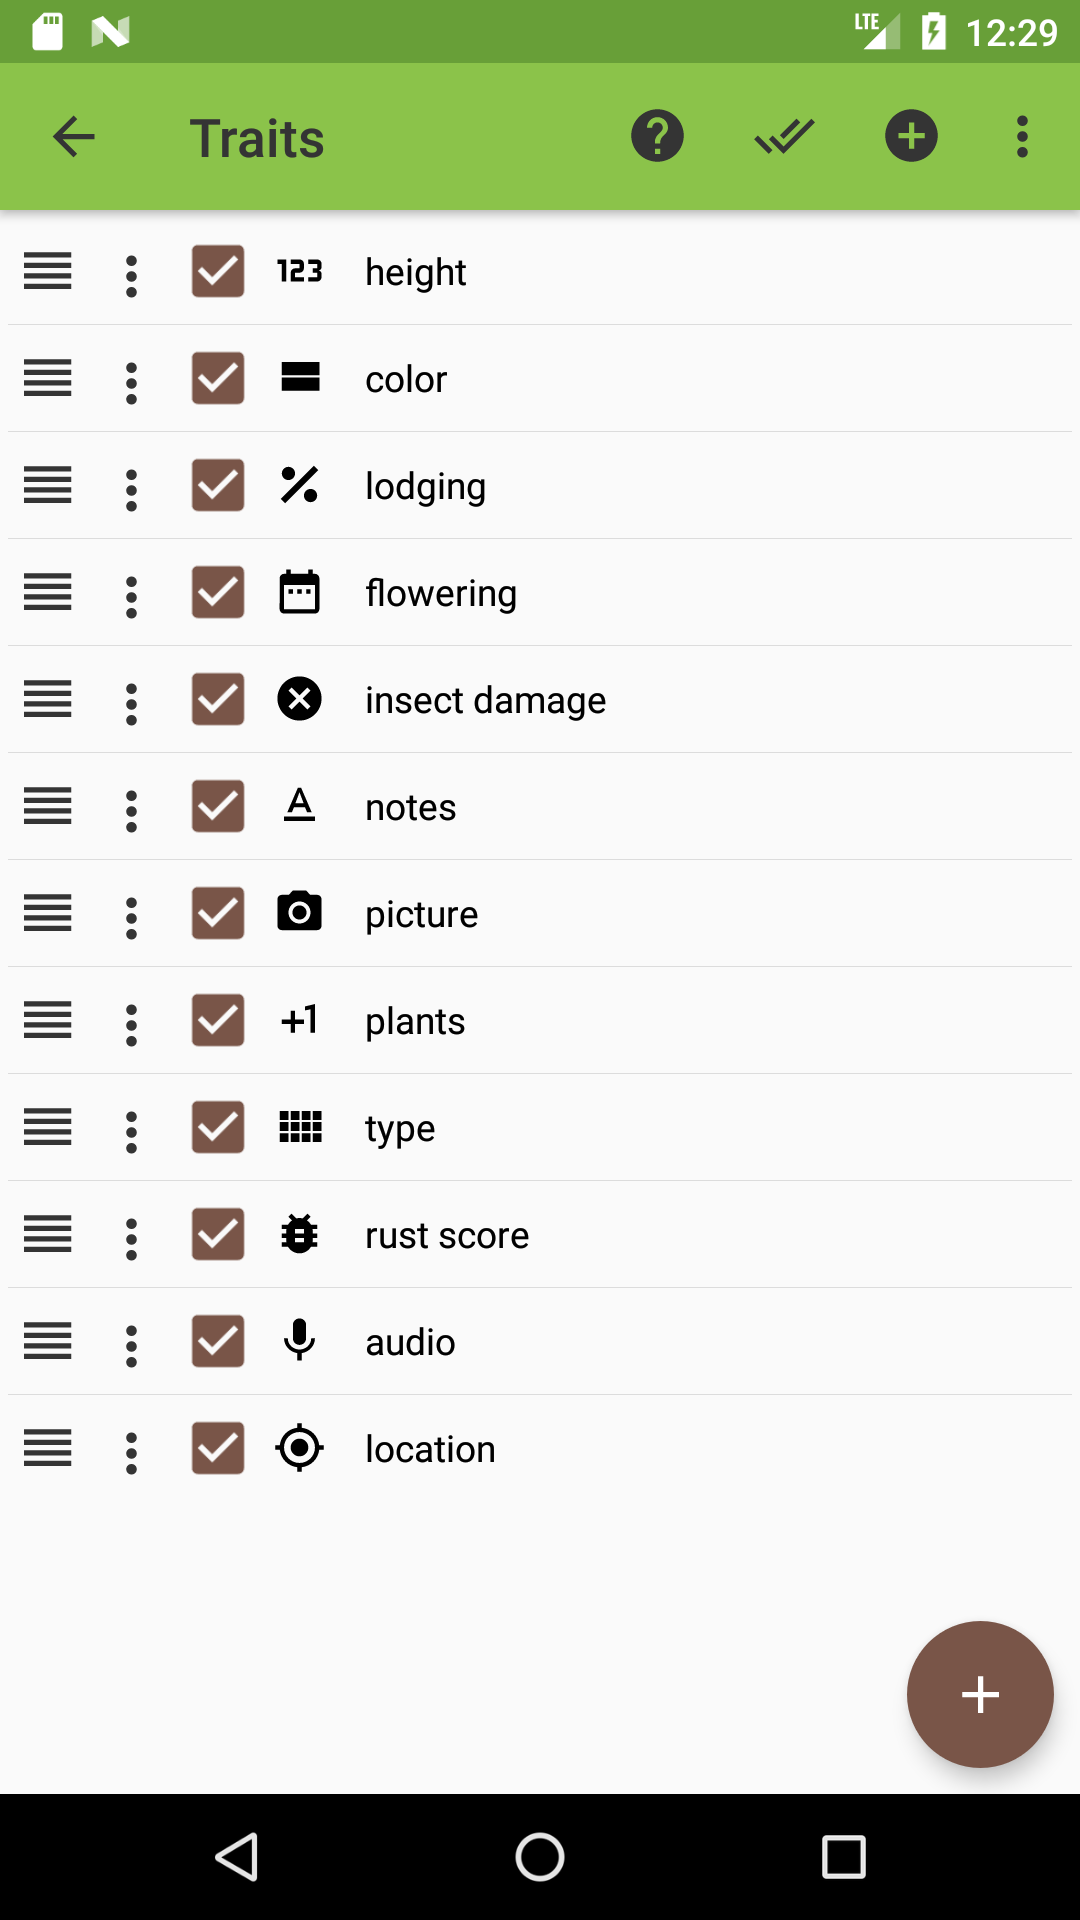 LTE 12:29
Traits
123 height
color
lodging
flowering
insect damage
A notes
picture
+1 plants
type
rust score
audio
location